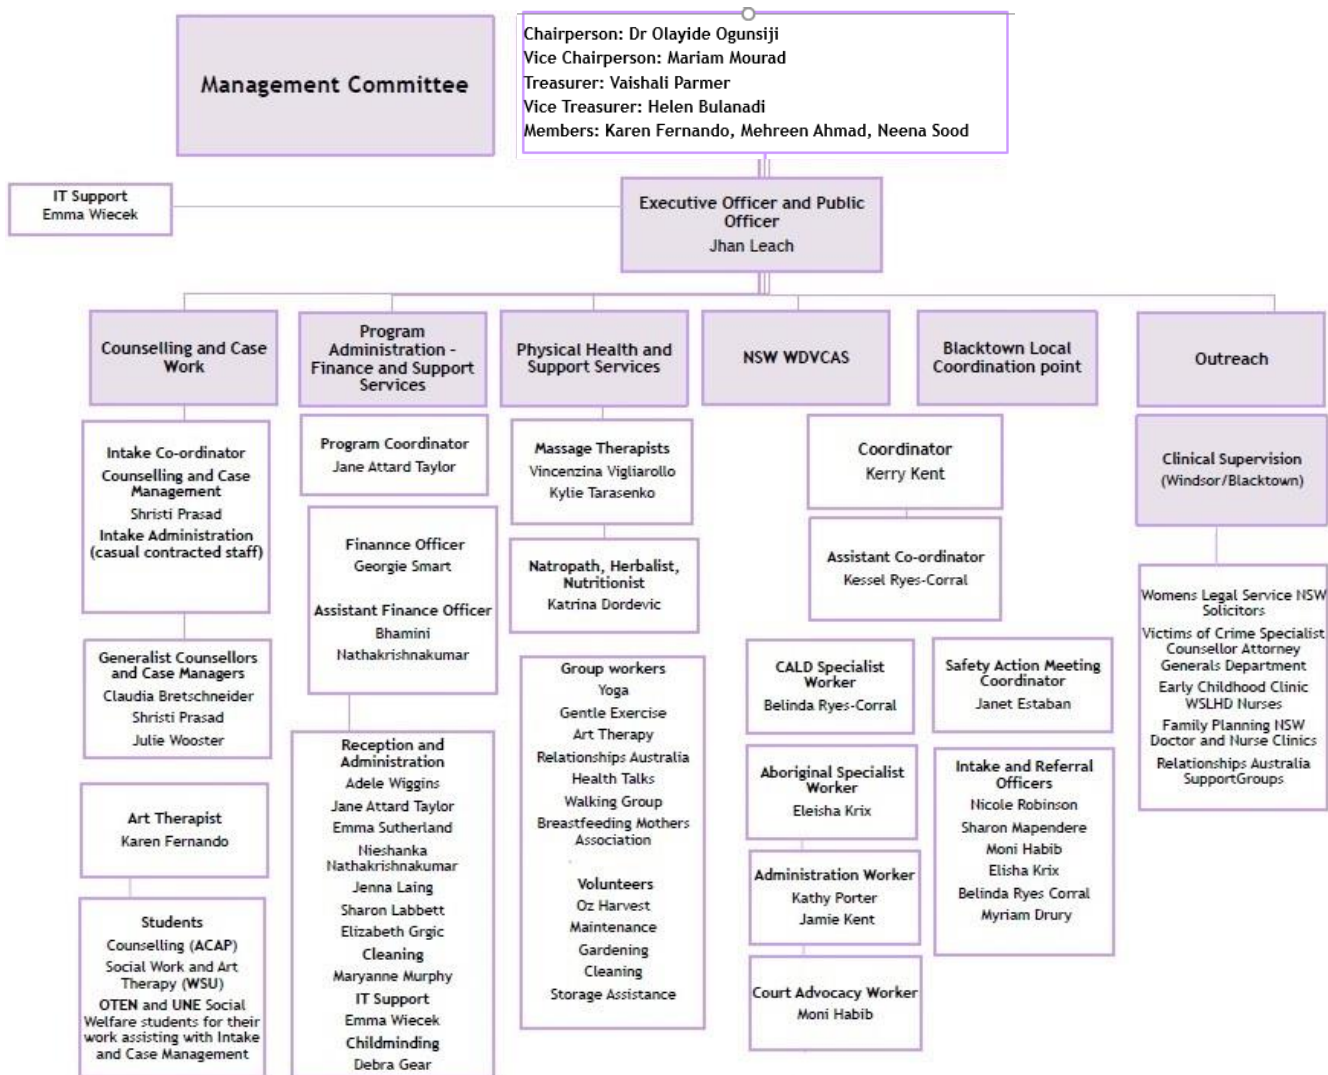 Management Committee
Chairperson: Dr Olayide Ogunsiji
Vice Chairperson: Mariam Mourad
Treasurer: Vaishali Parmer
Vice Treasurer: Helen Bulanadi
Members: Karen Fernando, Mehreen Ahmad, Neena Sood
IT Support
Emma Wiecek
Executive Officer and Public
Officer
Jhan Leach
Counselling and Case
Work
Intake Co-ordinator
Counselling and Case
Management
Shristi Prasad
Intake Administration
(casual contracted staff)
Generalist Counsellors
and Case Managers
Claudia Bretschneider
Shristi Prasad
Julie Wooster
Art Therapist
Karen Fernando
Students
Counselling (ACAP)
Social Work and Art
Therapy (WSU)
OTEN and UNE Social
Welfare students for their
work assisting with Intake
and Case Management
Program
Administration -
Finance and Support
Services
Program Coordinator
Jane Attard Taylor
Finannce Officer
Georgie Smart
Assistant Finance Officer
Bhamini
Nathakrishnakumar
Reception and
Administration
Adele Wiggins
Jane Attard Taylor
Emma Sutherland
Nieshanka
Nathakrishnakumar
Jenna Laing
Sharon Labbett
Elizabeth Grgic
Cleaning
Maryanne Murphy
IT Support
Emma Wiecek
Childminding
Debra Gear
Physical Health and
Support Services
Massage Therapists
Vincenzina Vigliarollo
Kylie Tarasenko
Natropath, Herbalist,
Nutritionist
Katrina Dordevic
Group workers
Yoga
Gentle Exercise
Art Therapy
Relationships Australia
Health Talks
Walking Group
Breastfeeding Mothers
Association
Volunteers
Oz Harvest
Maintenance
Gardening
Cleaning
Storage Assistance
NSW WDVCAS
Blacktown Local
Coordination point
Coordinator
Kerry Kent
Assistant Co-ordinator
Kessel Ryes-Corral
CALD Specialist
Worker
Belinda Ryes-Corral
Aboriginal Specialist
Worker
Eleisha Krix
Administration Worker
Kathy Porter
Jamie Kent
Court Advocacy Worker
Moni Habib
Safety Action Meeting
Coordinator
Janet Estaban
Intake and Referral
Officers
Nicole Robinson
Sharon Mapendere
Moni Habib
Elisha Krix
Belinda Ryes Corral
Myriam Drury
Outreach
Clinical Supervision
(Windsor/Blacktown)
Womens Legal Service NSW
Solicitors
Victims of Crime Specialist
Counsellor Attorney
Generals Department
Early Childhood Clinic
WSLHD Nurses
Family Planning NSW
Doctor and Nurse Clinics
Relationships Australia
SupportGroups